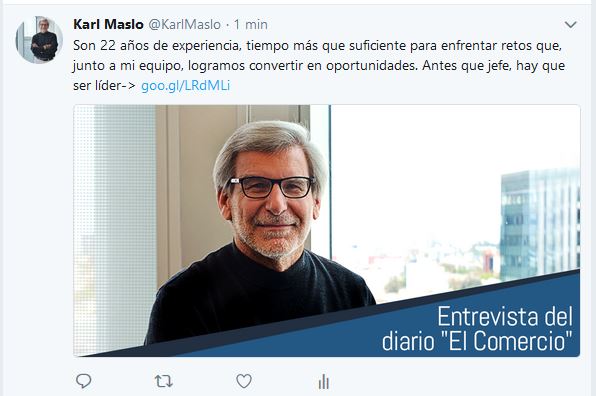 Karl Maslo @KarlMaslo · 1 min
Son 22 años de experiencia, tiempo más que suficiente para enfrentar retos que,
junto a mi equipo, logramos convertir en oportunidades. Antes que jefe, hay que
ser líder-> goo.gl/LRdMLi
Entrevista del
diario "El Comercio"